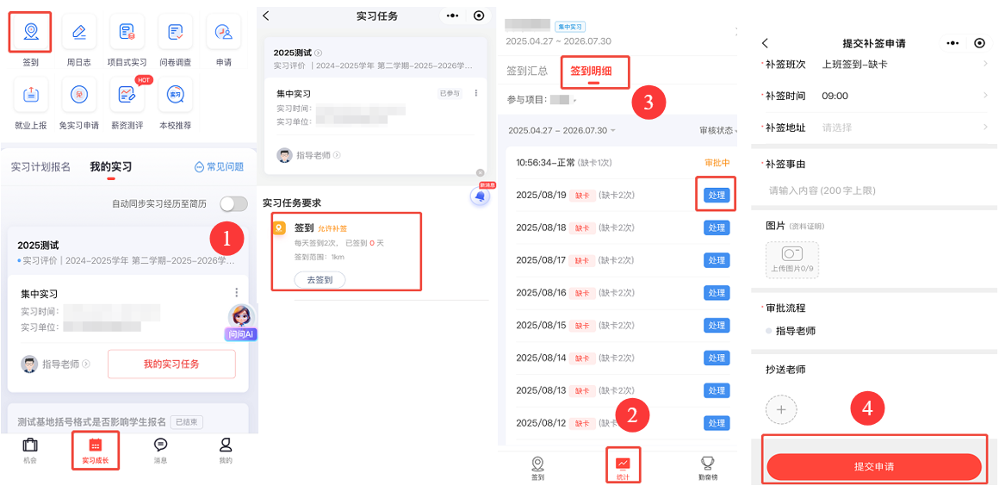 签到
周日志
项目式实习
问卷调查
申请
HOT
免
实习
就业上报
免实习申请
薪资测评
本校推荐
实习计划报名
我的实习
常见问题
自动同步实习经历至简历
1
2025测试
实习评价 | 2024-2025学年 第二学期-2025-2026学...
集中实习
实习时间:
实习单位:
问问AI
指导老师
我的实习任务
测试基地括号格式是否影响学生报名 已结束
机会
实习成长
消息
我的
实习任务
2025测试
实习评价 | 2024-2025学年 第二学期-2025-2026学...
集中实习
已参与
实习时间:
实习单位:
指导老师
新消息
实习任务要求
签到 允许补签
每天签到2次, 已签到 0 天
签到范围: 1km
去签到
集中实习
2025.04.27 ~ 2026.07.30
签到汇总
签到明细
3
参与项目:
2025.04.27 - 2026.07.30
审核状态
10:56:34-正常 (缺卡1次) 审批中
2025/08/19 缺卡 (缺卡2次) 处理
2025/08/18 缺卡 (缺卡2次) 处理
2025/08/17 缺卡 (缺卡2次) 处理
2025/08/16 缺卡 (缺卡2次) 处理
2025/08/15 缺卡 (缺卡2次) 处理
2025/08/14 缺卡 (缺卡2次) 处理
2025/08/13 缺卡 (缺卡2次) 处理
2025/08/12 缺卡 (缺卡 处理
2
签到
统计
勤奋榜
提交补签申请
*补签班次 上班签到-缺卡
*补签时间 09:00
*补签地址 请选择
*补签事由
请输入内容 (200字上限)
图片 (资料证明)
上传图片0/9
*审批流程
指导老师
抄送老师
4
提交申请